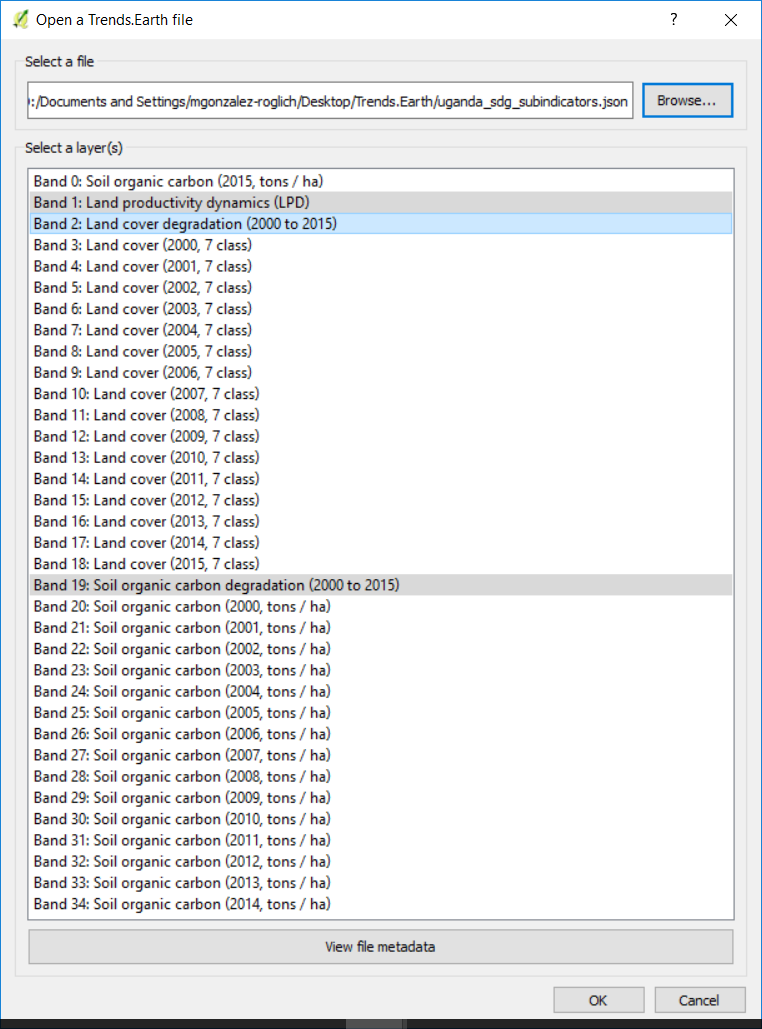 Open a Trends.Earth file
?
Select a file
:/Documents and Settings/mgonzalez-roglich/Desktop/Trends.Earth/uganda_sdg_subindicators.json
Browse...
Select a layer(s)
Band 0: Soil organic carbon (2015, tons / ha)
Band 1: Land productivity dynamics (LPD)
Band 2: Land cover degradation (2000 to 2015)
Band 3: Land cover (2000, 7 class)
Band 4: Land cover (2001, 7 class)
Band 5: Land cover (2002, 7 class)
Band 6: Land cover (2003, 7 class)
Band 7: Land cover (2004, 7 class)
Band 8: Land cover (2005, 7 class)
Band 9: Land cover (2006, 7 class)
Band 10: Land cover (2007, 7 class)
Band 11: Land cover (2008, 7 class)
Band 12: Land cover (2009, 7 class)
Band 13: Land cover (2010, 7 class)
Band 14: Land cover (2011, 7 class)
Band 15: Land cover (2012, 7 class)
Band 16: Land cover (2013, 7 class)
Band 17: Land cover (2014, 7 class)
Band 18: Land cover (2015, 7 class)
Band 19: Soil organic carbon degradation (2000 to 2015)
Band 20: Soil organic carbon (2000, tons / ha)
Band 21: Soil organic carbon (2001, tons / ha)
Band 22: Soil organic carbon (2002, tons / ha)
Band 23: Soil organic carbon (2003, tons / ha)
Band 24: Soil organic carbon (2004, tons / ha)
Band 25: Soil organic carbon (2005, tons / ha)
Band 26: Soil organic carbon (2006, tons / ha)
Band 27: Soil organic carbon (2007, tons / ha)
Band 28: Soil organic carbon (2008, tons / ha)
Band 29: Soil organic carbon (2009, tons / ha)
Band 30: Soil organic carbon (2010, tons / ha)
Band 31: Soil organic carbon (2011, tons / ha)
Band 32: Soil organic carbon (2012, tons / ha)
Band 33: Soil organic carbon (2013, tons / ha)
Band 34: Soil organic carbon (2014, tons / ha)
View file metadata
OK
Cancel